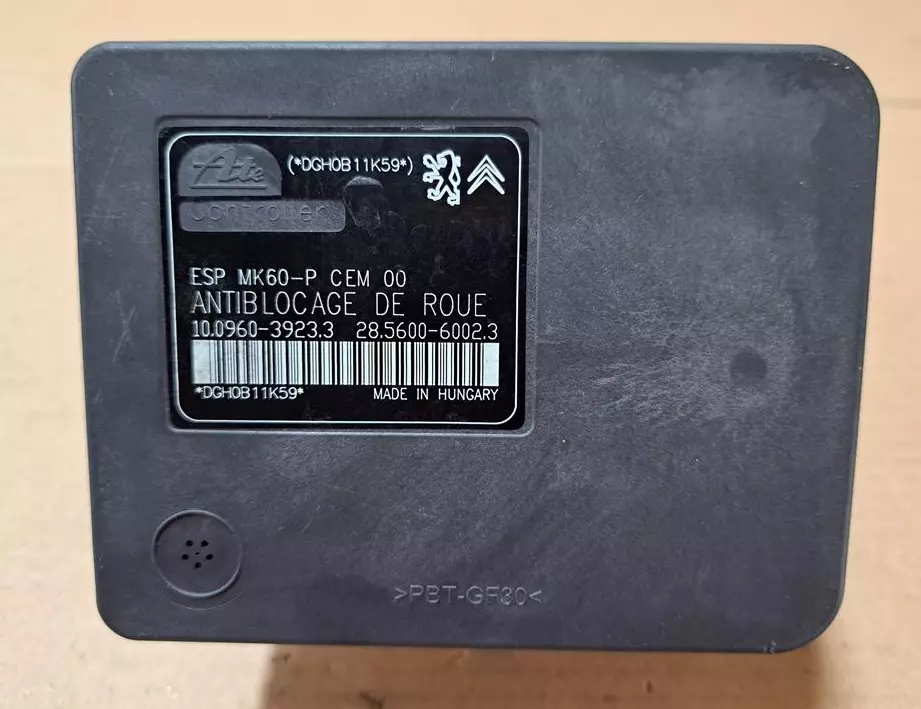 Ate
(*DGH0B11K59*)
Controller
ESP MK60-P CEM 00
ANTIBLOCAGE DE ROUE
10.0960-3923.3 28.5600-6002.3
*DGH0B11K59* MADE IN HUNGARY
>PBT-GF30<